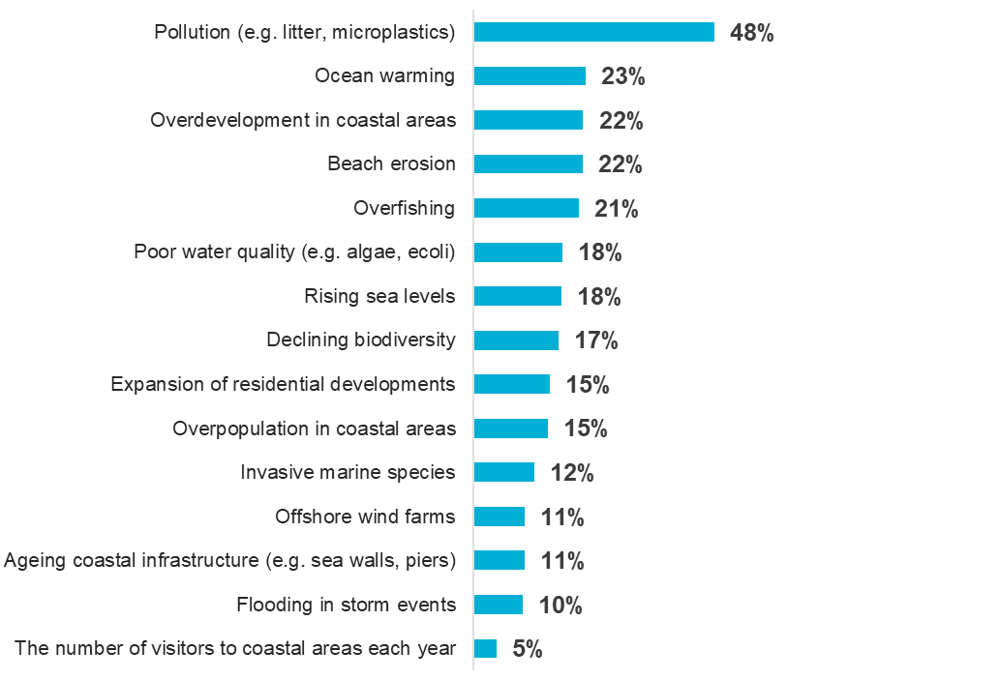 Pollution (e.g. litter, microplastics) 48%
Ocean warming 23%
Overdevelopment in coastal areas 22%
Beach erosion 22%
Overfishing 21%
Poor water quality (e.g. algae, ecoli) 18%
Rising sea levels 18%
Declining biodiversity 17%
Expansion of residential developments 15%
Overpopulation in coastal areas 15%
Invasive marine species 12%
Offshore wind farms 11%
Ageing coastal infrastructure (e.g. sea walls, piers) 11%
Flooding in storm events 10%
The number of visitors to coastal areas each year 5%